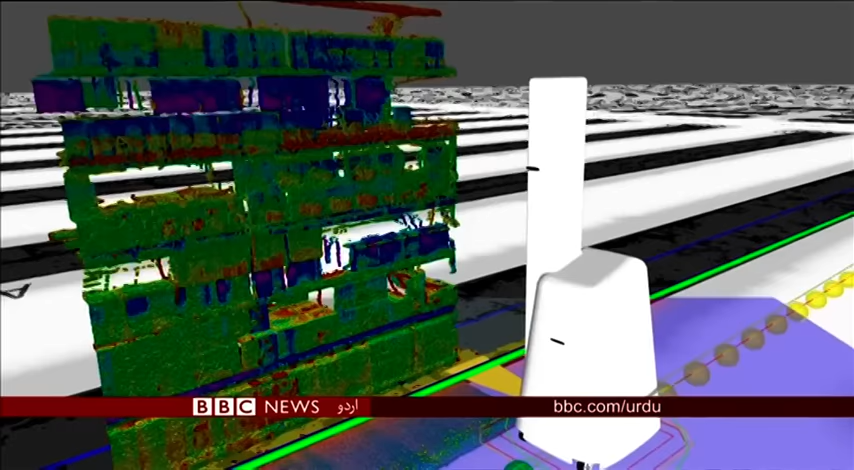 BBC NEWS اردو
bbc.com/urdu